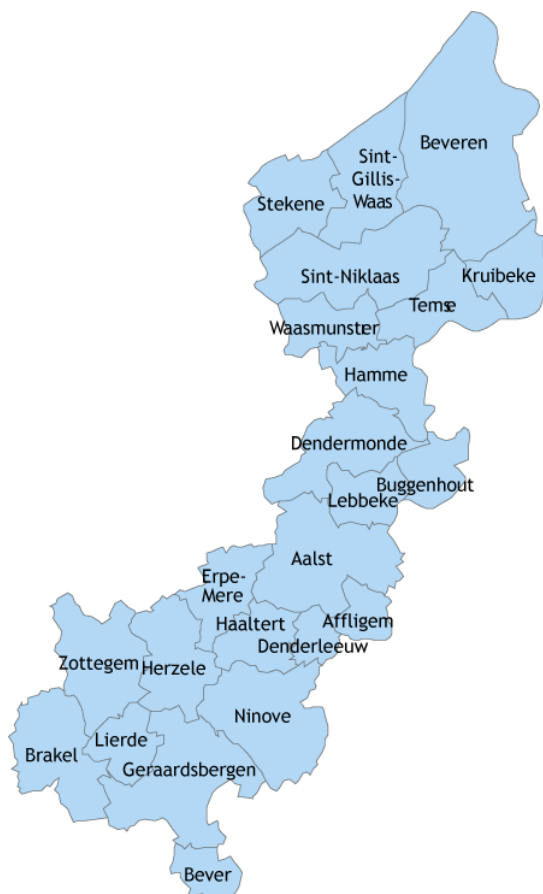 Beveren
Sint-
Gillis-
Waas
Stekene
Sint-Niklaas
Kruibeke
Temse
Waasmunster
Hamme
Dendermonde
Buggenhout
Lebbeke
Aalst
Erpe-
Mere
Haaltert
Affligem
Denderleeuw
Zottegem
Herzele
Ninove
Lierde
Brakel
Geraardsbergen
Bever